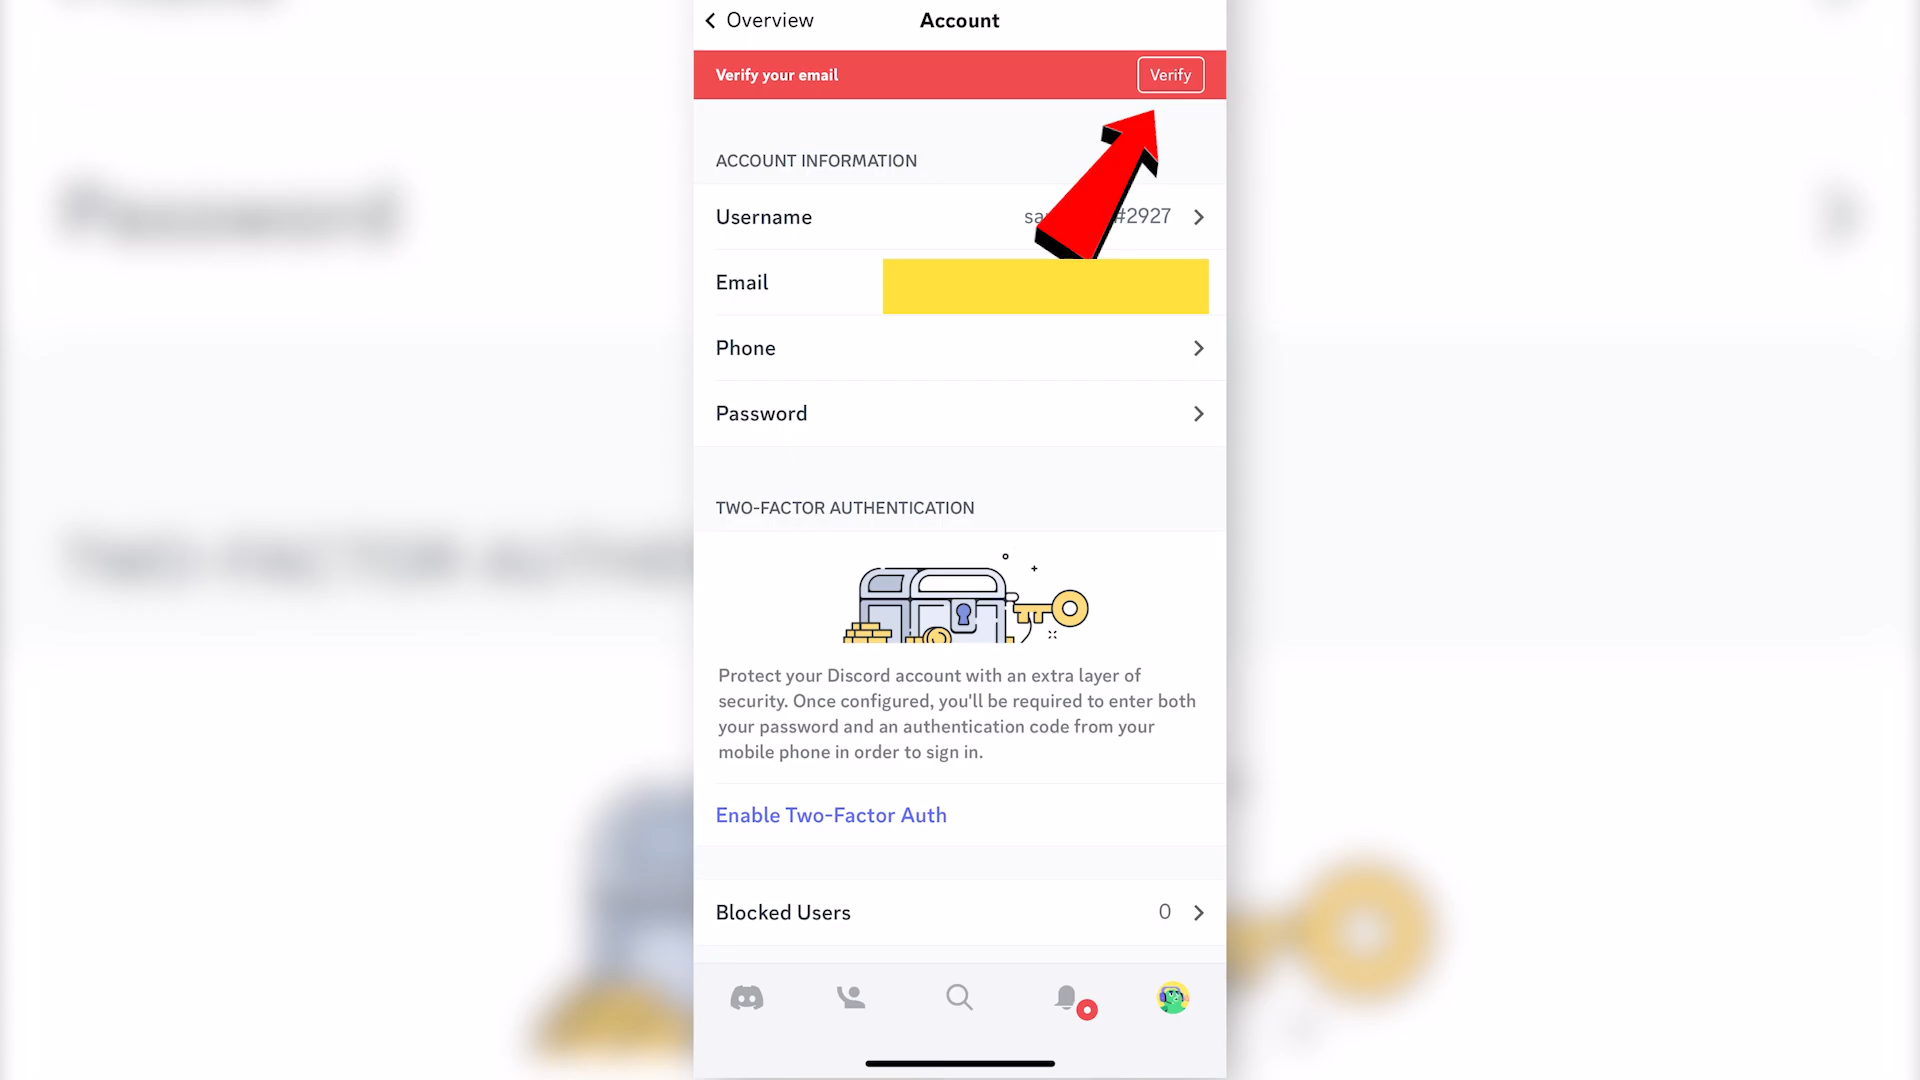 Overview
Account
Verify your email
Verify
ACCOUNT INFORMATION
Username
#2927
Email
Phone
Password
TWO-FACTOR AUTHENTICATION
Protect your Discord account with an extra layer of
security. Once configured, you'll be required to enter both
your password and an authentication code from your
mobile phone in order to sign in.
Enable Two-Factor Auth
Blocked Users
0
Password